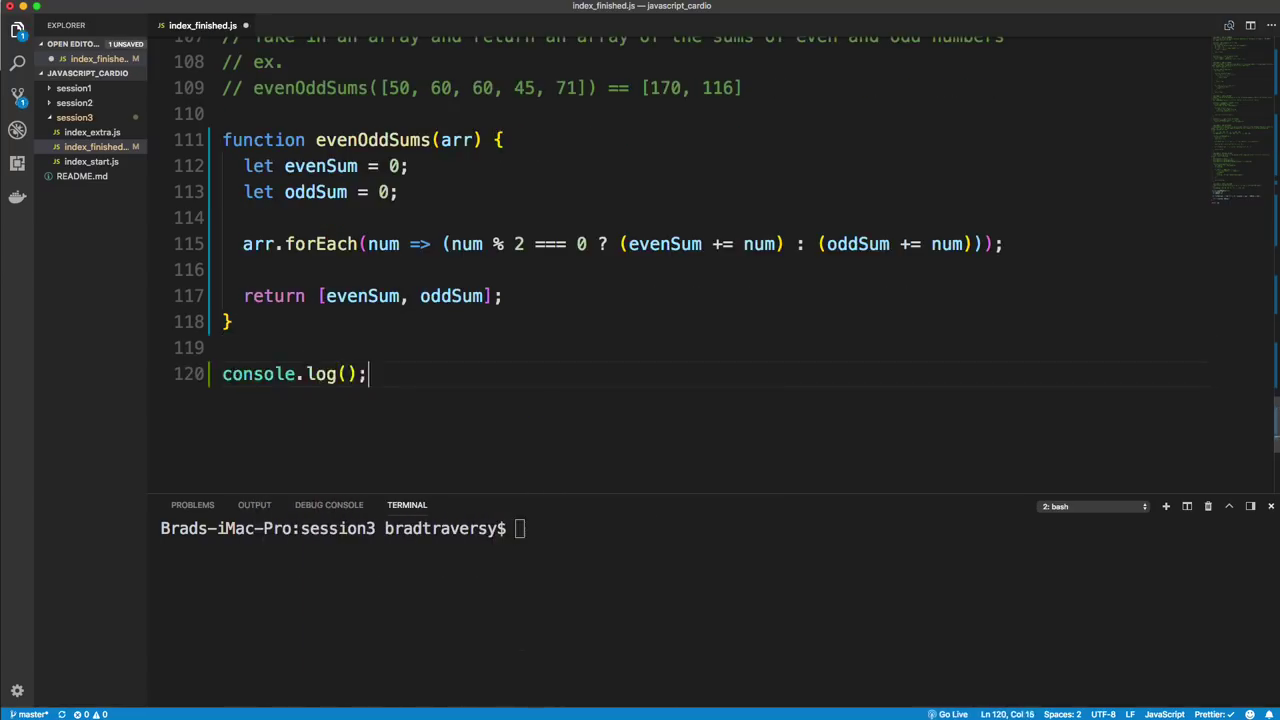 index_finished.js — javascript_cardio
EXPLORER
index_finished.js
OPEN EDITO... 1 UNSAVED
index_finishe... M
JAVASCRIPT_CARDIO
session1
session2
session3
index_extra.js
index_finished... M
index_start.js
README.md
1
1
107 // Take in an array and return an array of the sums of even and odd numbers
108 // ex.
109 // evenOddSums([50, 60, 60, 45, 71]) == [170, 116]
110
111 function evenOddSums(arr) {
112 let evenSum = 0;
113 let oddSum = 0;
114
115 arr.forEach(num => (num % 2 === 0 ? (evenSum += num) : (oddSum += num)));
116
117 return [evenSum, oddSum];
118 }
119
120 console.log();
PROBLEMS OUTPUT DEBUG CONSOLE TERMINAL 2: bash
Brads-iMac-Pro:session3 bradtraversy$
master* 0 0 Go Live Ln 120, Col 15 Spaces: 2 UTF-8 LF JavaScript Prettier: ✓